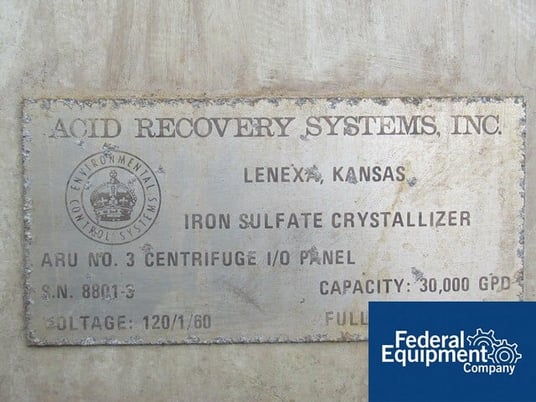 ACID RECOVERY SYSTEMS, INC.
ENVIRONMENTAL CONTROL SYSTEMS
LENEXA, KANSAS
IRON SULFATE CRYSTALLIZER
ARU NO. 3 CENTRIFUGE I/O PANEL
S.N. 8801-3 CAPACITY: 30,000 GPD
VOLTAGE: 120/1/60 FULL
Federal
Equipment
Company